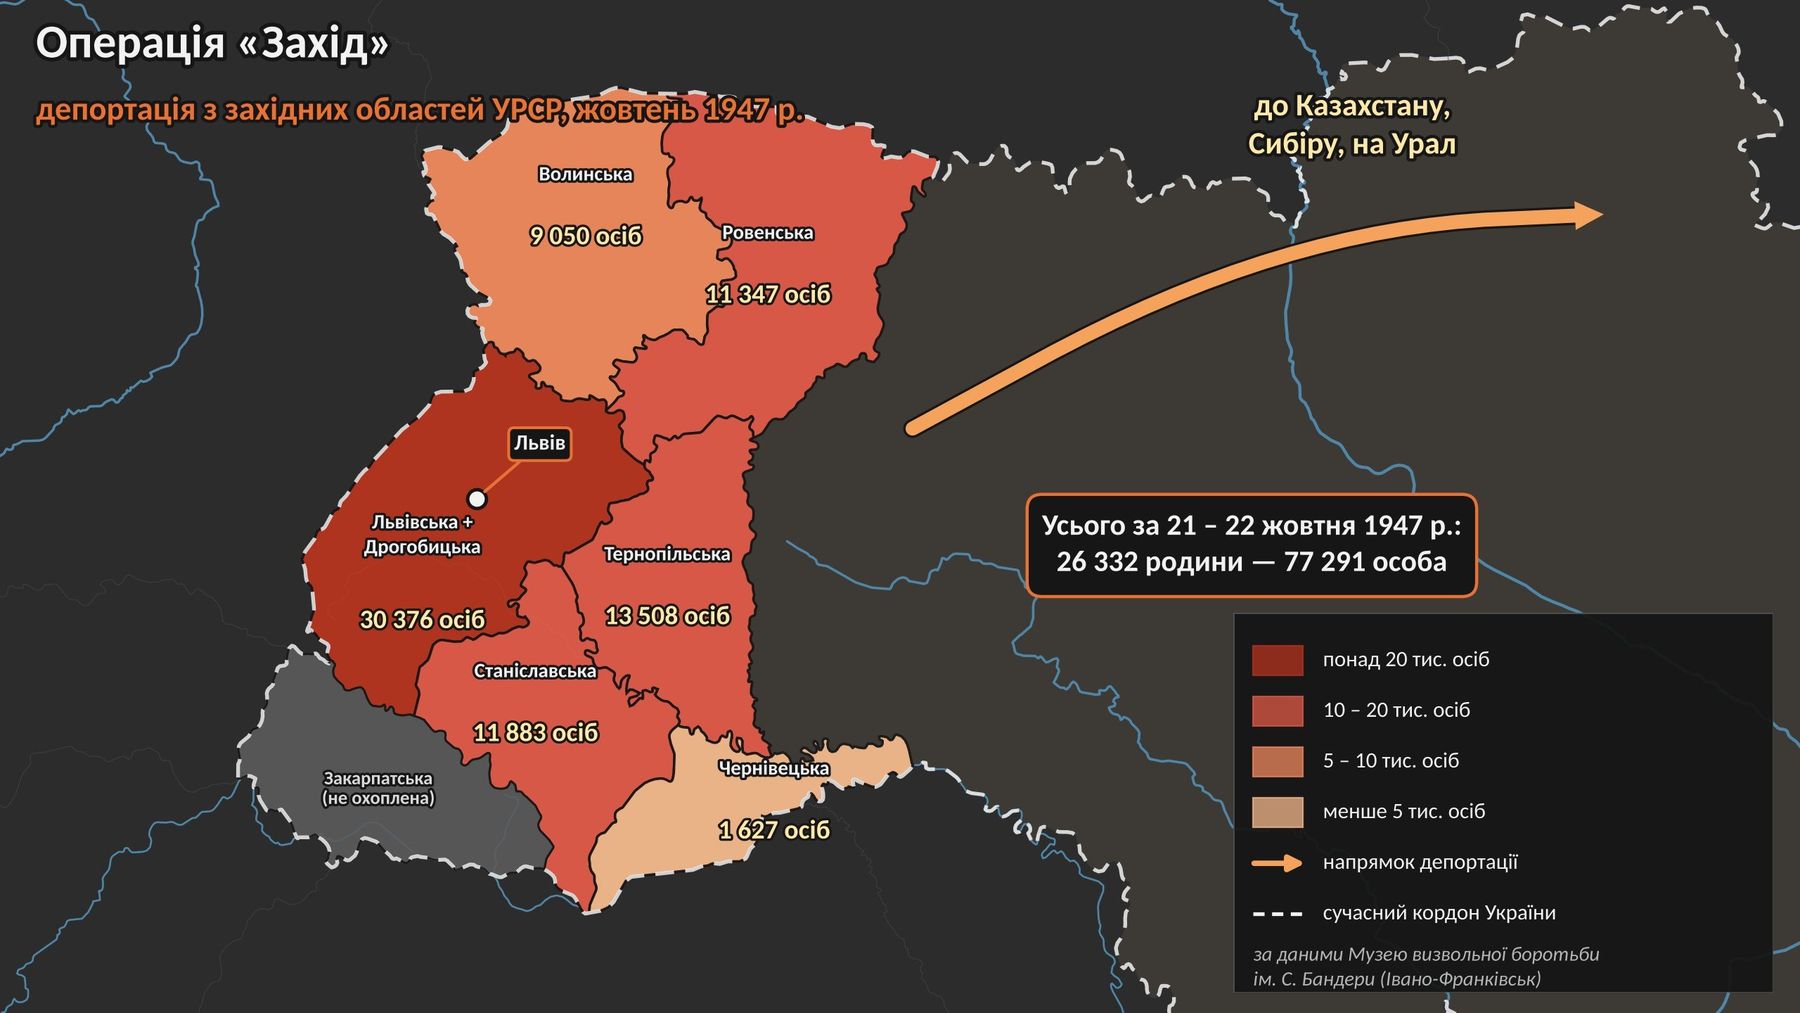 Операція «Захід»
депортація з західних областей УРСР, жовтень 1947 р.
до Казахстану,
Сибіру, на Урал
Волинська
9 050 осіб
Ровенська
11 347 осіб
Львів
Львівська +
Дрогобицька
30 376 осіб
Тернопільська
13 508 осіб
Станіславська
11 883 осіб
Закарпатська
(не охоплена)
Чернівецька
1 627 осіб
Усього за 21 – 22 жовтня 1947 р.:
26 332 родини — 77 291 особа
понад 20 тис. осіб
10 – 20 тис. осіб
5 – 10 тис. осіб
менше 5 тис. осіб
напрямок депортації
сучасний кордон України
за даними Музею визвольної боротьби
ім. С. Бандери (Івано-Франківськ)